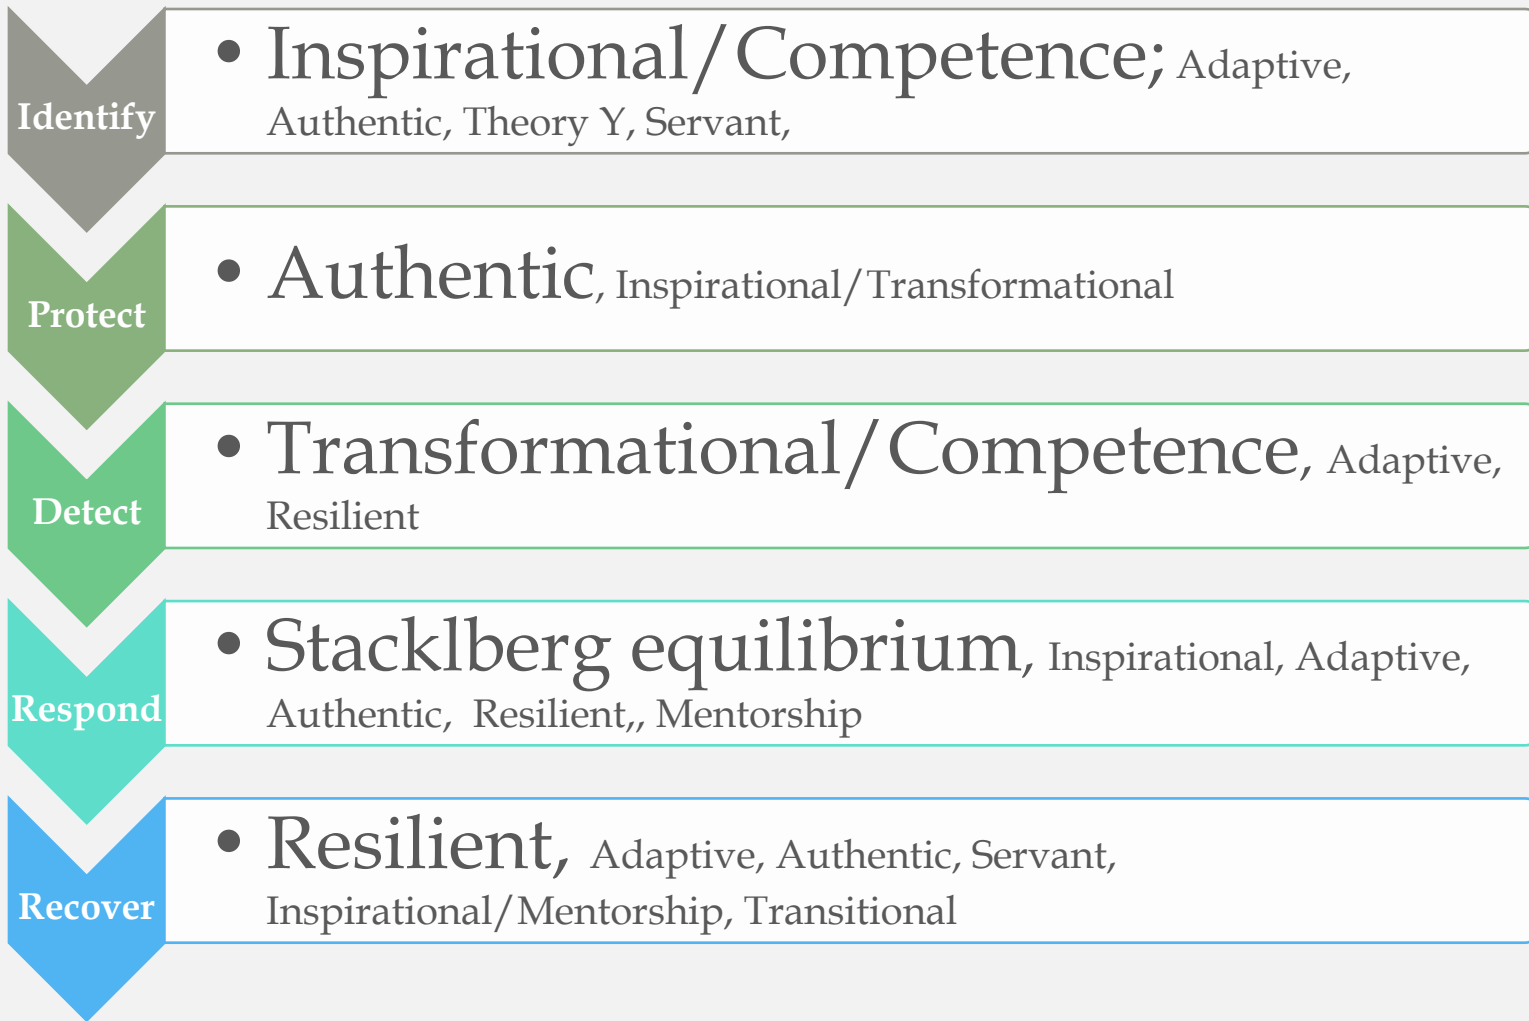 Identify
• Inspirational/Competence; Adaptive,
Authentic, Theory Y, Servant,
Protect
• Authentic, Inspirational/Transformational
Detect
• Transformational/Competence, Adaptive,
Resilient
Respond
• Stacklberg equilibrium, Inspirational, Adaptive,
Authentic,  Resilient,, Mentorship
Recover
• Resilient, Adaptive, Authentic, Servant,
Inspirational/Mentorship, Transitional